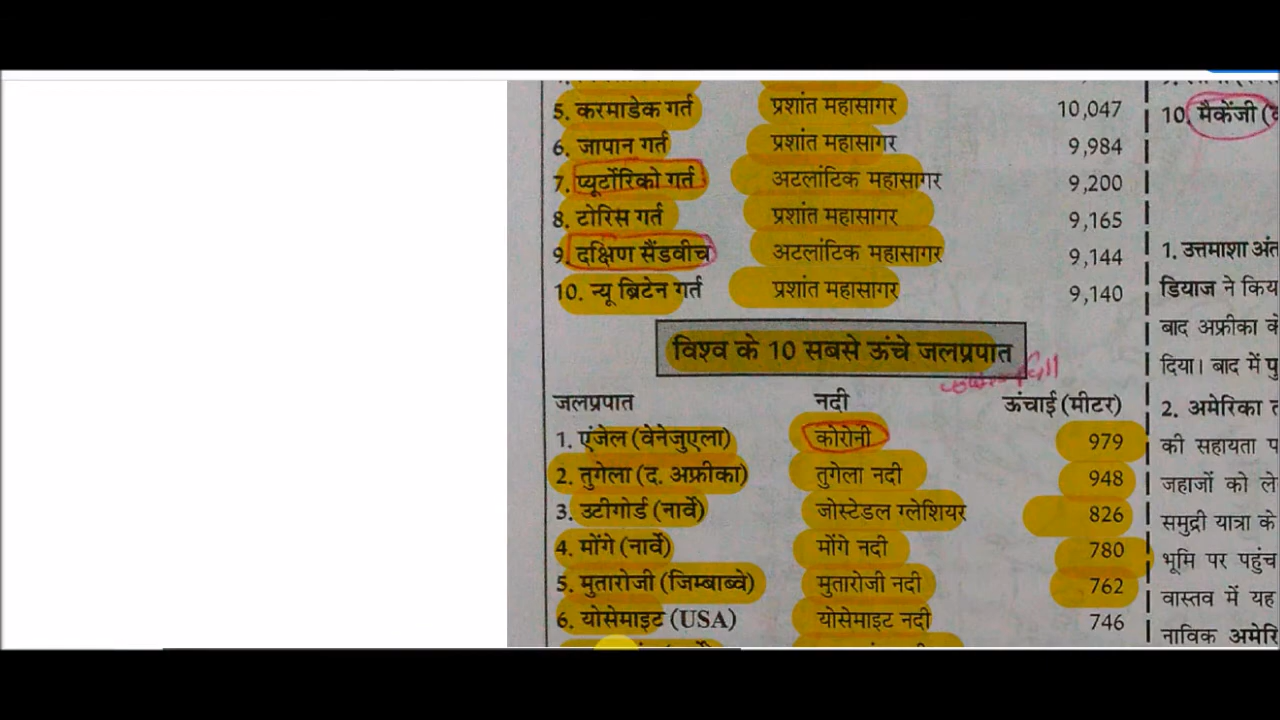 5. करमाडेक गर्त प्रशांत महासागर 10,047
6. जापान गर्त प्रशांत महासागर 9,984
7. प्यूर्टोरिको गर्त अटलांटिक महासागर 9,200
8. टोरिस गर्त प्रशांत महासागर 9,165
9. दक्षिण सैंडवीच अटलांटिक महासागर 9,144
10. न्यू ब्रिटेन गर्त प्रशांत महासागर 9,140
विश्व के 10 सबसे ऊंचे जलप्रपात
जलप्रपात नदी ऊंचाई (मीटर)
1. एंजेल (वेनेजुएला) कोरोनी 979
2. तुगेला (द. अफ्रीका) तुगेला नदी 948
3. उटीगोर्ड (नार्वे) जोस्टेडल ग्लेशियर 826
4. मोंगे (नार्वे) मोंगे नदी 780
5. मुतारोजी (जिम्बाब्वे) मुतारोजी नदी 762
6. योसेमाइट (USA) योसेमाइट नदी 746
10. मैकेंजी
1. उत्तमाशा अंत
डियाज ने किय
बाद अफ्रीका के
दिया। बाद में पु
2. अमेरिका
की सहायता प
जहाजों को ले
समुद्री यात्रा के
भूमि पर पहुंच
वास्तव में यह
नाविक अमेरि